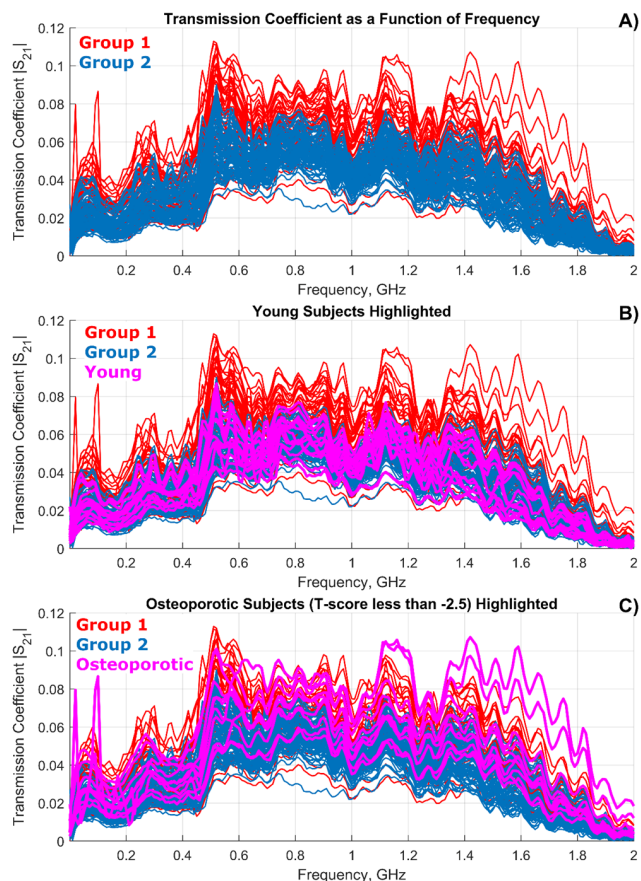 Transmission Coefficient as a Function of Frequency
A)
Group 1
Group 2
Transmission Coefficient |S21|
0.12
0.1
0.08
0.06
0.04
0.02
0
0.2 0.4 0.6 0.8 1 1.2 1.4 1.6 1.8 2
Frequency, GHz
Young Subjects Highlighted
B)
Group 1
Group 2
Young
Transmission Coefficient |S21|
0.12
0.1
0.08
0.06
0.04
0.02
0
0.2 0.4 0.6 0.8 1 1.2 1.4 1.6 1.8 2
Frequency, GHz
Osteoporotic Subjects (T-score less than -2.5) Highlighted
C)
Group 1
Group 2
Osteoporotic
Transmission Coefficient |S21|
0.12
0.1
0.08
0.06
0.04
0.02
0
0.2 0.4 0.6 0.8 1 1.2 1.4 1.6 1.8 2
Frequency, GHz